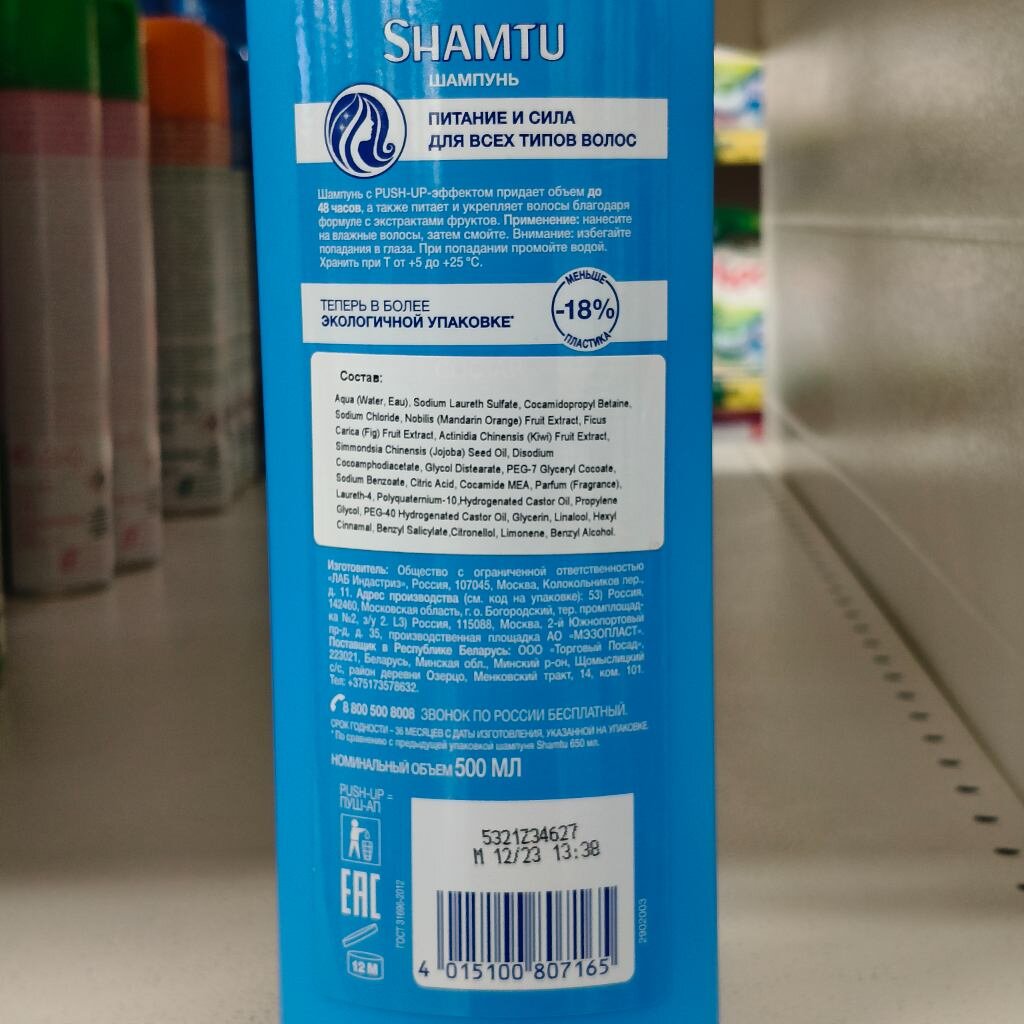 SHAMTU
ШАМПУНЬ
ПИТАНИЕ И СИЛА
ДЛЯ ВСЕХ ТИПОВ ВОЛОС
Шампунь с PUSH-UP-эффектом придает объем до
48 часов, а также питает и укрепляет волосы благодаря
формуле с экстрактами фруктов. Применение: нанесите
на влажные волосы, затем смойте. Внимание: избегайте
попадания в глаза. При попадании промойте водой.
Хранить при Т от +5 до +25 °С.
ТЕПЕРЬ В БОЛЕЕ
ЭКОЛОГИЧНОЙ УПАКОВКЕ*
МЕНЬШЕ
-18%
ПЛАСТИКА
Состав:
Aqua (Water, Eau), Sodium Laureth Sulfate, Cocamidopropyl Betaine,
Sodium Chloride, Nobilis (Mandarin Orange) Fruit Extract, Ficus
Carica (Fig) Fruit Extract, Actinidia Chinensis (Kiwi) Fruit Extract,
Simmondsia Chinensis (Jojoba) Seed Oil, Disodium
Cocoamphodiacetate, Glycol Distearate, PEG-7 Glyceryl Cocoate,
Sodium Benzoate, Citric Acid, Cocamide MEA, Parfum (Fragrance),
Laureth-4, Polyquaternium-10,Hydrogenated Castor Oil, Propylene
Glycol, PEG-40 Hydrogenated Castor Oil, Glycerin, Linalool, Hexyl
Cinnamal, Benzyl Salicylate,Citronellol, Limonene, Benzyl Alcohol.
Изготовитель: Общество с ограниченной ответственностью
«ЛАБ Индастриз», Россия, 107045, Москва, Колокольников пер.,
д. 11. Адрес производства (см. код на упаковке): 53) Россия,
142460, Московская область, г. о. Богородский, тер. промплощад-
ка №2, з/у 2. L3) Россия, 115088, Москва, 2-й Южнопортовый
пр-д, д. 35, производственная площадка АО «МЭЗОПЛАСТ».
Поставщик в Республике Беларусь: ООО «Торговый Посад»,
223021, Беларусь, Минская обл., Минский р-он, Щомыслицкий
с/с, район деревни Озерцо, Менковский тракт, 14, ком. 101.
Тел: +375173578632.
8 800 500 8008 ЗВОНОК ПО РОССИИ БЕСПЛАТНЫЙ.
СРОК ГОДНОСТИ - 36 МЕСЯЦЕВ С ДАТЫ ИЗГОТОВЛЕНИЯ, УКАЗАННОЙ НА УПАКОВКЕ.
* По сравнению с предыдущей упаковкой шампуня Shamtu 650 мл.
НОМИНАЛЬНЫЙ ОБЪЕМ 500 МЛ
PUSH-UP =
ПУШ-АП
EAC
ГОСТ 31696-2012
12 M
5321Z34627
M 12/23 13:38
4 015100 807165
2902003